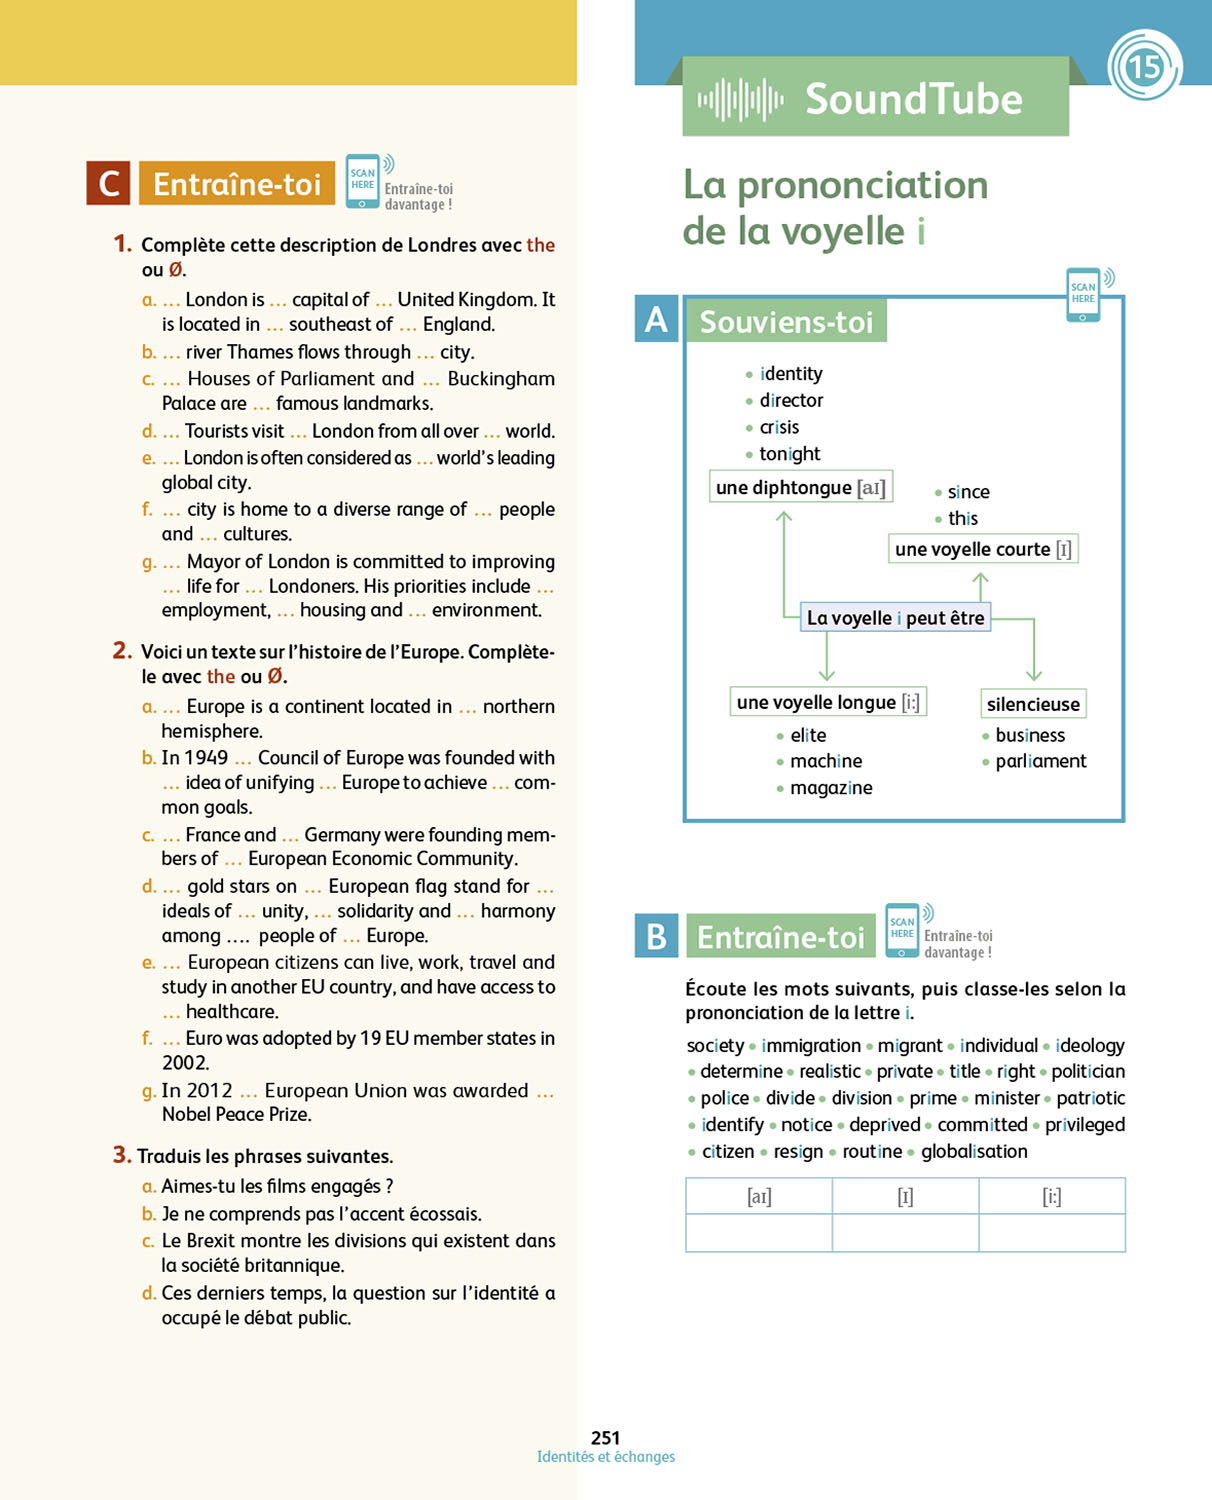 C Entraîne-toi
SCAN
HERE
Entraîne-toi
davantage !
1. Complète cette description de Londres avec the
ou Ø.
a. ... London is ... capital of ... United Kingdom. It
is located in ... southeast of ... England.
b. ... river Thames flows through ... city.
c. ... Houses of Parliament and ... Buckingham
Palace are ... famous landmarks.
d. ... Tourists visit ... London from all over ... world.
e. ... London is often considered as ... world's leading
global city.
f. ... city is home to a diverse range of ... people
and ... cultures.
g. ... Mayor of London is committed to improving
... life for ... Londoners. His priorities include ...
employment, ... housing and ... environment.
2. Voici un texte sur l'histoire de l'Europe. Complète-
le avec the ou Ø.
a. ... Europe is a continent located in ... northern
hemisphere.
b. In 1949 ... Council of Europe was founded with
... idea of unifying ... Europe to achieve ... com-
mon goals.
c. ... France and ... Germany were founding mem-
bers of ... European Economic Community.
d. ... gold stars on ... European flag stand for ...
ideals of ... unity, ... solidarity and ... harmony
among .... people of ... Europe.
e. ... European citizens can live, work, travel and
study in another EU country, and have access to
... healthcare.
f. ... Euro was adopted by 19 EU member states in
2002.
g. In 2012 ... European Union was awarded ...
Nobel Peace Prize.
3. Traduis les phrases suivantes.
a. Aimes-tu les films engagés ?
b. Je ne comprends pas l'accent écossais.
c. Le Brexit montre les divisions qui existent dans
la société britannique.
d. Ces derniers temps, la question sur l'identité a
occupé le débat public.
15
SoundTube
La prononciation
de la voyelle i
SCAN
HERE
A Souviens-toi
• identity
• director
• crisis
• tonight
une diphtongue [aɪ]
• since
• this
une voyelle courte [ɪ]
La voyelle i peut être
une voyelle longue [i:]
• elite
• machine
• magazine
silencieuse
• business
• parliament
B Entraîne-toi
SCAN
HERE
Entraîne-toi
davantage !
Écoute les mots suivants, puis classe-les selon la
prononciation de la lettre i.
society • immigration • migrant • individual • ideology
• determine • realistic • private • title • right • politician
• police • divide • division • prime • minister • patriotic
• identify • notice • deprived • committed • privileged
• citizen • resign • routine • globalisation
[aɪ] [ɪ] [i:]
251
Identités et échanges